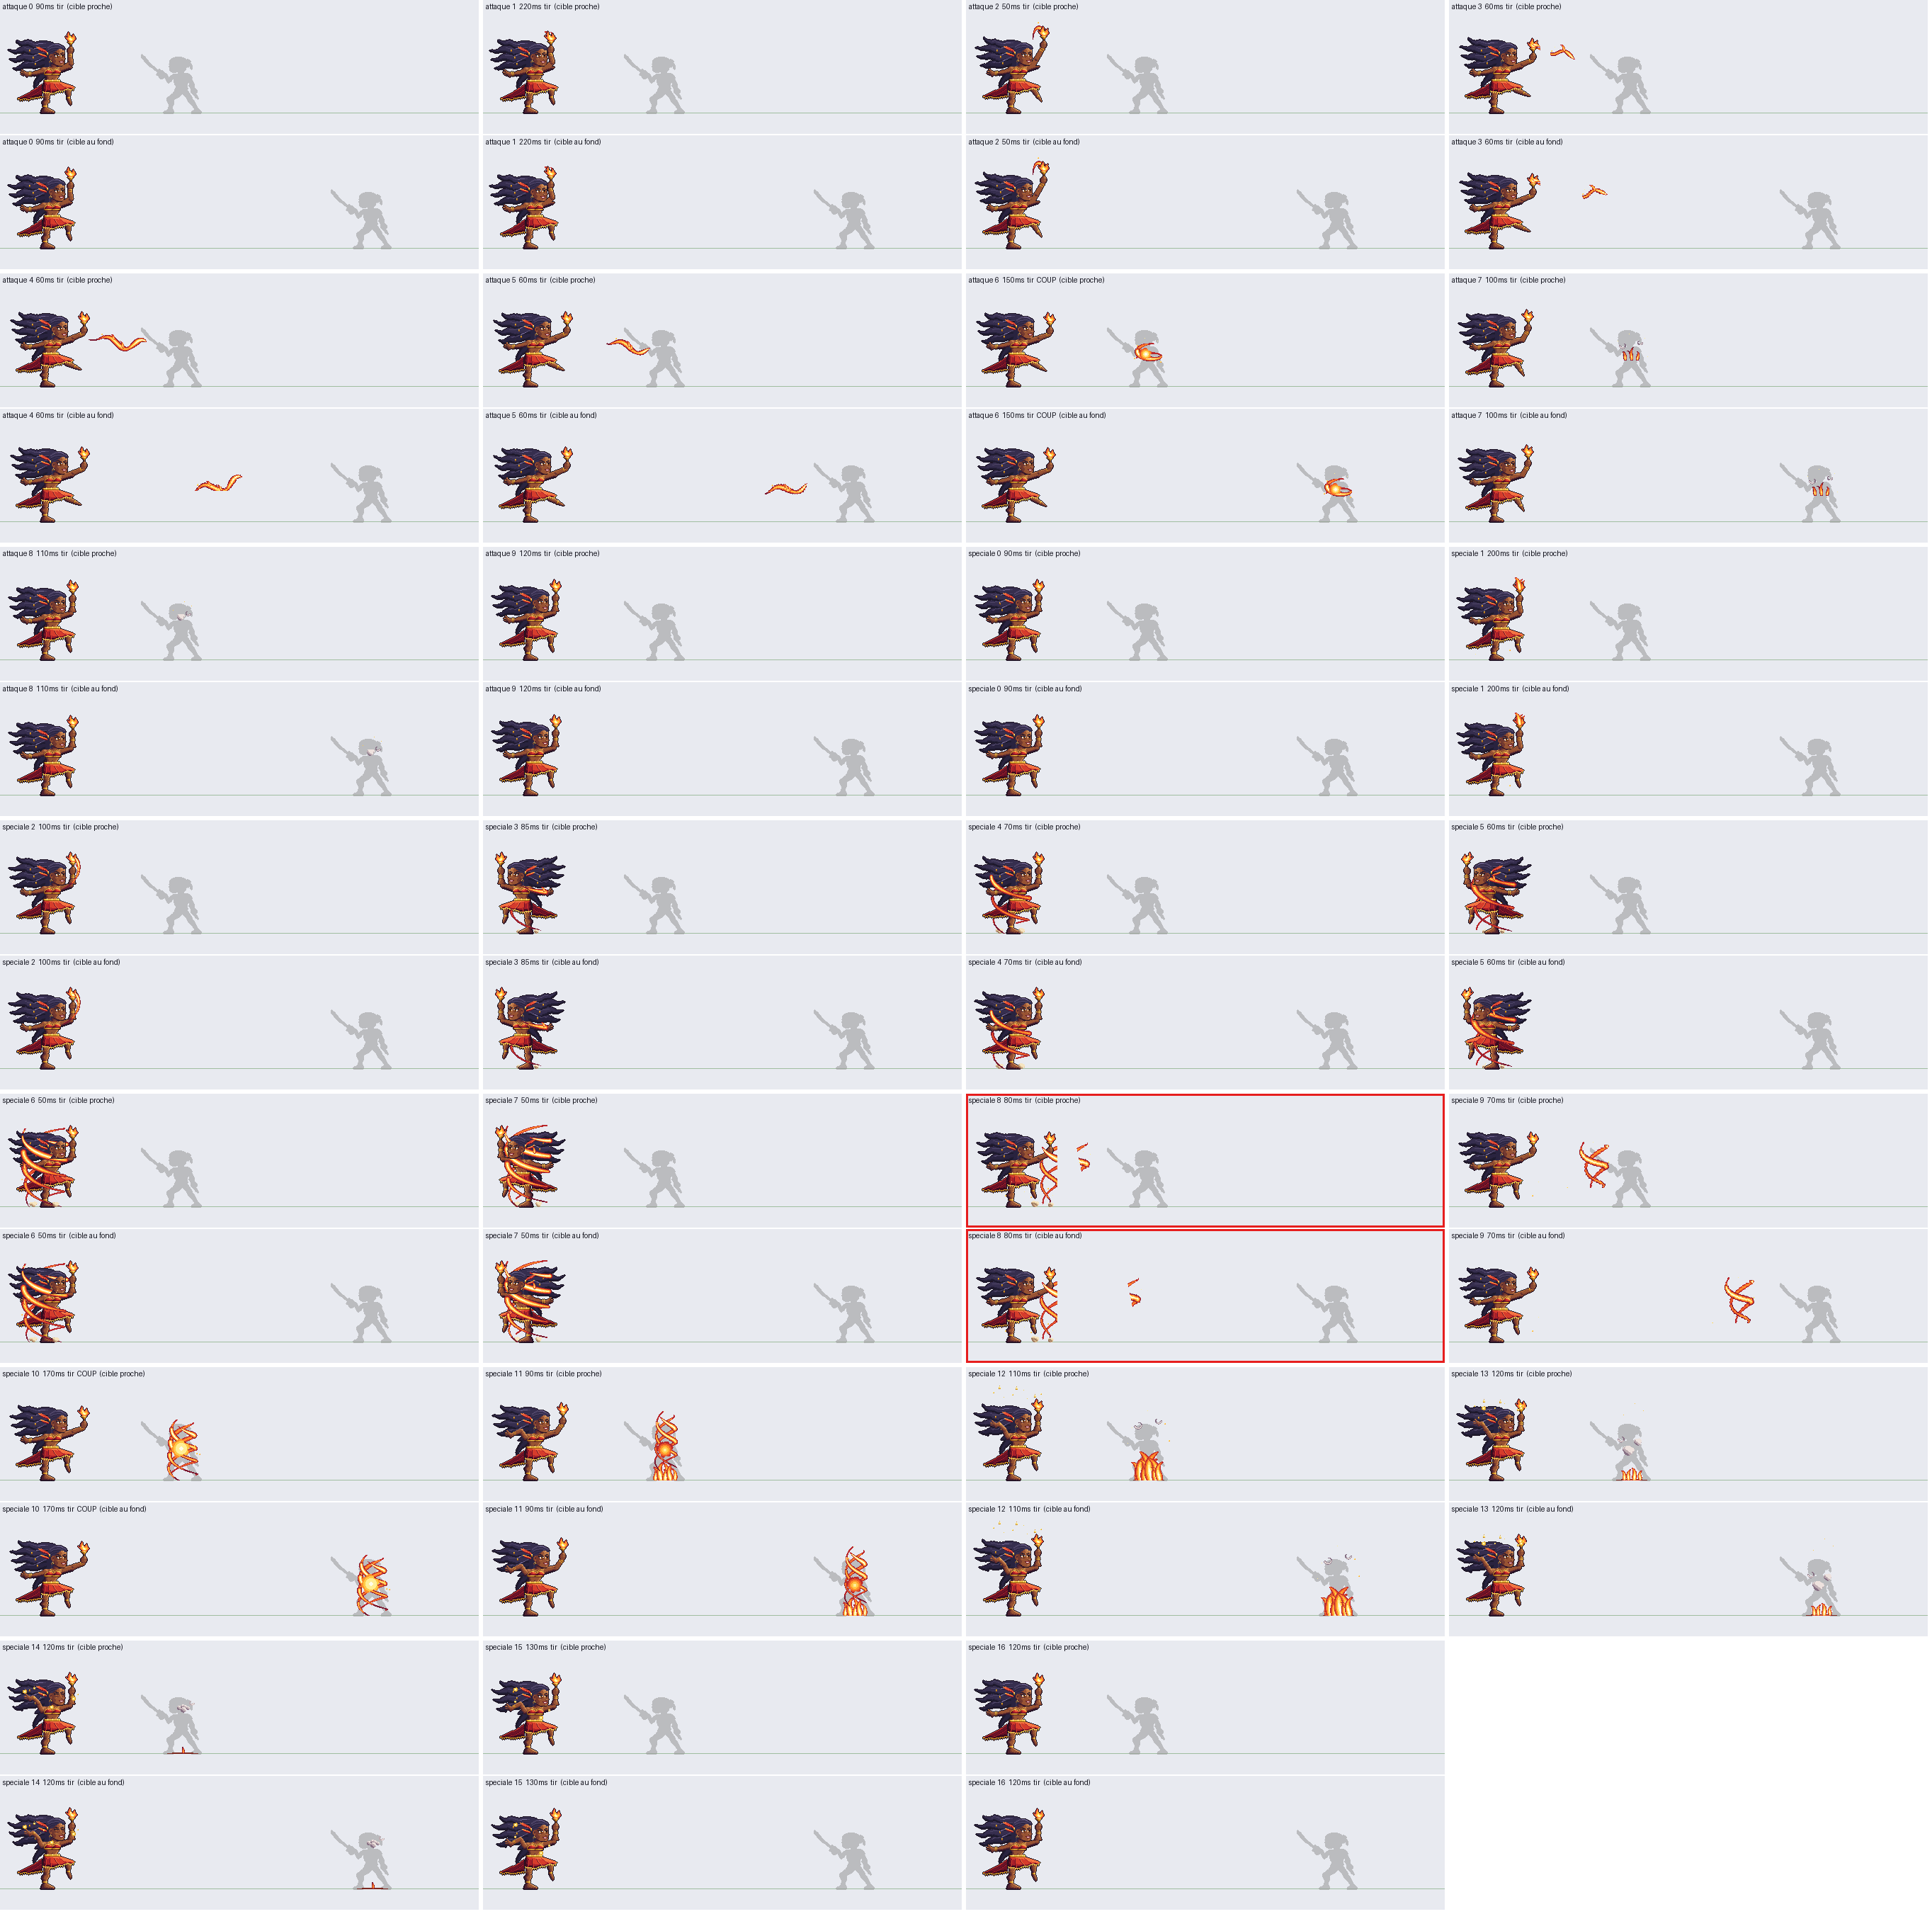 attaque 0 90ms tir (cible proche)
attaque 1 220ms tir (cible proche)
attaque 2 50ms tir (cible proche)
attaque 3 60ms tir (cible proche)
attaque 0 90ms tir (cible au fond)
attaque 1 220ms tir (cible au fond)
attaque 2 50ms tir (cible au fond)
attaque 3 60ms tir (cible au fond)
attaque 4 60ms tir (cible proche)
attaque 5 60ms tir (cible proche)
attaque 6 150ms tir COUP (cible proche)
attaque 7 100ms tir (cible proche)
attaque 4 60ms tir (cible au fond)
attaque 5 60ms tir (cible au fond)
attaque 6 150ms tir COUP (cible au fond)
attaque 7 100ms tir (cible au fond)
attaque 8 110ms tir (cible proche)
attaque 9 120ms tir (cible proche)
speciale 0 90ms tir (cible proche)
speciale 1 200ms tir (cible proche)
attaque 8 110ms tir (cible au fond)
attaque 9 120ms tir (cible au fond)
speciale 0 90ms tir (cible au fond)
speciale 1 200ms tir (cible au fond)
speciale 2 100ms tir (cible proche)
speciale 3 85ms tir (cible proche)
speciale 4 70ms tir (cible proche)
speciale 5 60ms tir (cible proche)
speciale 2 100ms tir (cible au fond)
speciale 3 85ms tir (cible au fond)
speciale 4 70ms tir (cible au fond)
speciale 5 60ms tir (cible au fond)
speciale 6 50ms tir (cible proche)
speciale 7 50ms tir (cible proche)
speciale 8 80ms tir (cible proche)
speciale 9 70ms tir (cible proche)
speciale 6 50ms tir (cible au fond)
speciale 7 50ms tir (cible au fond)
speciale 8 80ms tir (cible au fond)
speciale 9 70ms tir (cible au fond)
speciale 10 170ms tir COUP (cible proche)
speciale 11 90ms tir (cible proche)
speciale 12 110ms tir (cible proche)
speciale 13 120ms tir (cible proche)
speciale 10 170ms tir COUP (cible au fond)
speciale 11 90ms tir (cible au fond)
speciale 12 110ms tir (cible au fond)
speciale 13 120ms tir (cible au fond)
speciale 14 120ms tir (cible proche)
speciale 15 130ms tir (cible proche)
speciale 16 120ms tir (cible proche)
speciale 14 120ms tir (cible au fond)
speciale 15 130ms tir (cible au fond)
speciale 16 120ms tir (cible au fond)